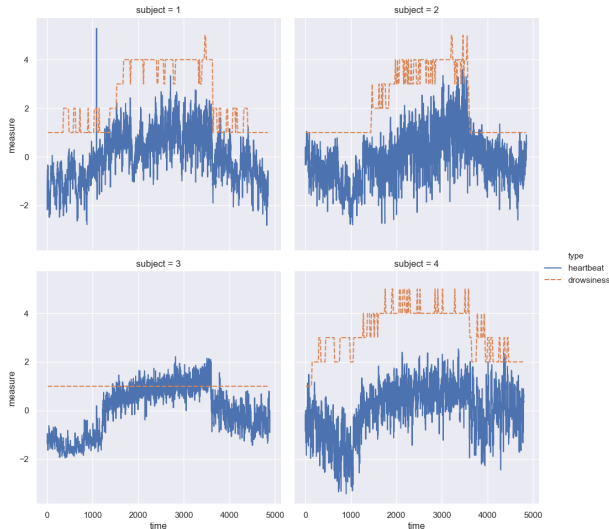 subject = 1
subject = 2
4
2
0
−2
measure
subject = 3
subject = 4
4
2
0
−2
measure
0 1000 2000 3000 4000 5000
time
0 1000 2000 3000 4000 5000
time
type
heartbeat
drowsiness